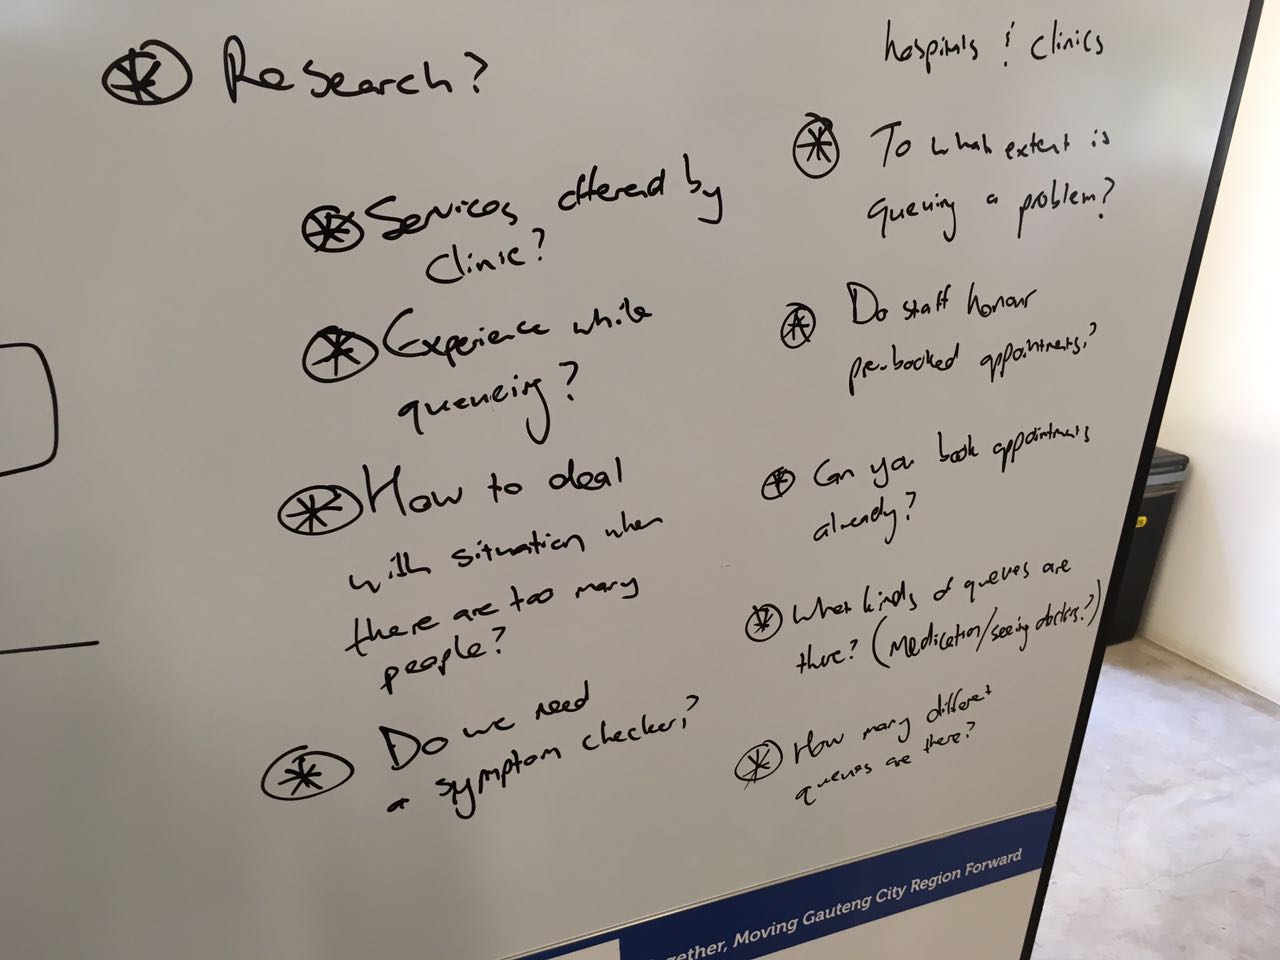 Research?
Services offered by
clinic?
Experience while
queueing?
How to deal
with situation when
there are too many
people?
Do we need
a symptom checker?
hospitals & clinics
To what extent is
queuing a problem?
Do staff honour
pre-booked appointments?
Can you book appointments
already?
What kinds of queues are
there? (Medication/seeing doctors?)
How many different
queues are there?
gether, Moving Gauteng City Region Forward